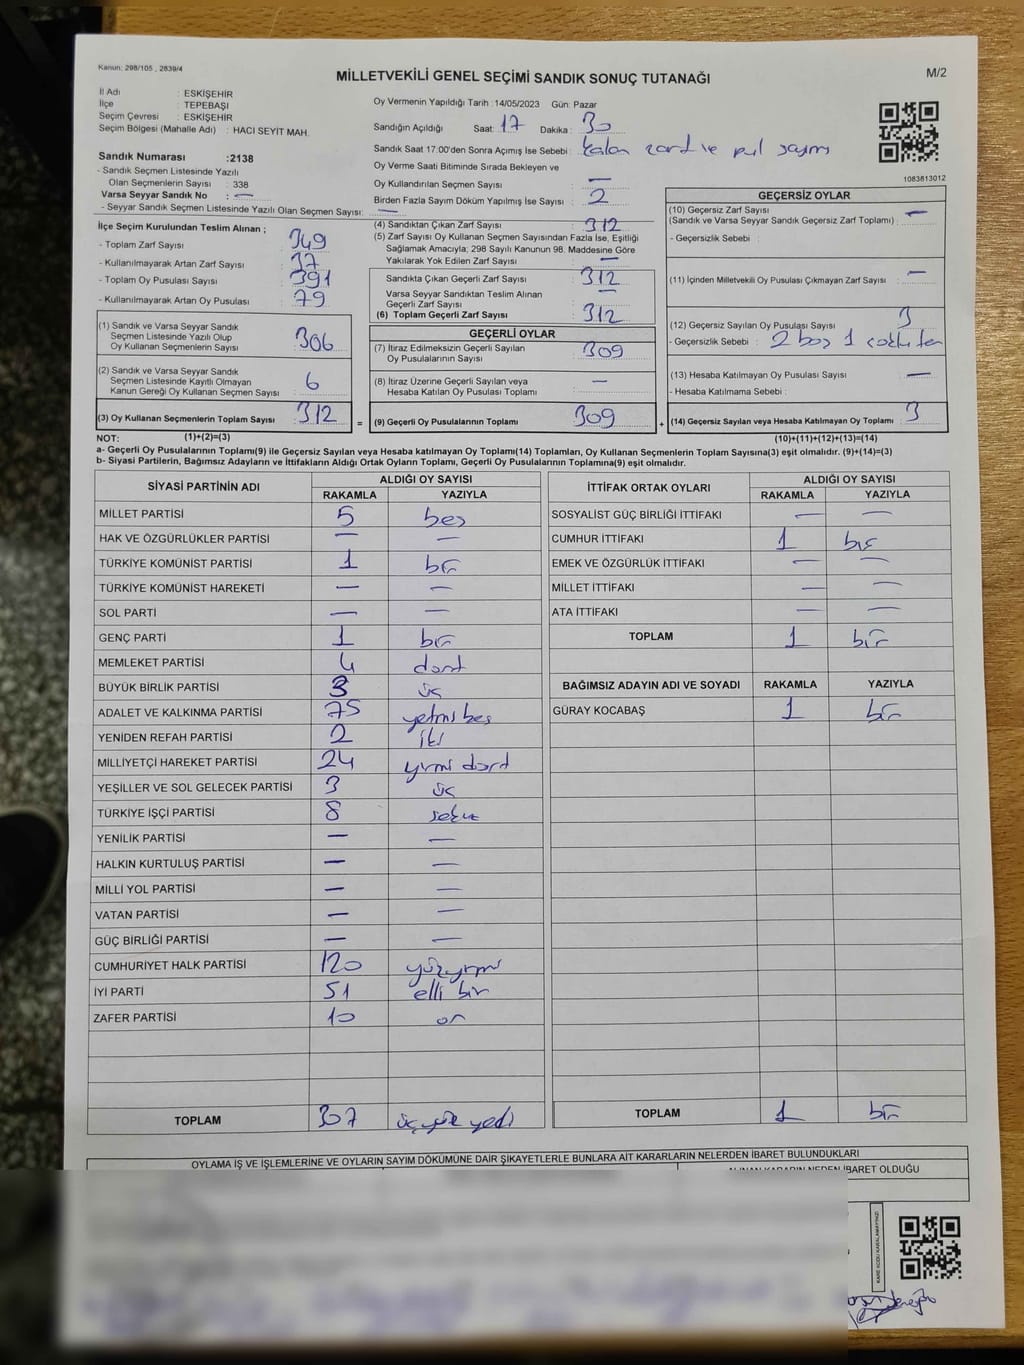 Kanun: 298/105 , 2839/4
MİLLETVEKİLİ GENEL SEÇİMİ SANDIK SONUÇ TUTANAĞI
M/2
İl Adı : ESKİŞEHİR
İlçe : TEPEBAŞI
Seçim Çevresi : ESKİŞEHİR
Seçim Bölgesi (Mahalle Adı) : HACI SEYİT MAH.
Sandık Numarası :2138
- Sandık Seçmen Listesinde Yazılı
Olan Seçmenlerin Sayısı : 338
Varsa Seyyar Sandık No : —
- Seyyar Sandık Seçmen Listesinde Yazılı Olan Seçmen Sayısı: —
Oy Vermenin Yapıldığı Tarih :14/05/2023 Gün: Pazar
Sandığın Açıldığı Saat: 17 Dakika : 30
Sandık Saat 17:00'den Sonra Açımış İse Sebebi : kalan zarf ve pul sayımı
Oy Verme Saati Bitiminde Sırada Bekleyen ve
Oy Kullandırılan Seçmen Sayısı : —
Birden Fazla Sayım Döküm Yapılmış İse Sayısı : 2
1083813012
İlçe Seçim Kurulundan Teslim Alınan ;
- Toplam Zarf Sayısı : 349
- Kullanılmayarak Artan Zarf Sayısı : 37
- Toplam Oy Pusulası : 391
- Kullanılmayarak Artan Oy Pusulası : 79
(4) Sandıktan Çıkan Zarf Sayısı : 312
(5) Zarf Sayısı Oy Kullanan Seçmen Sayısından Fazla İse, Eşitliği
Sağlamak Amacıyla; 298 Sayılı Kanunun 98. Maddesine Göre
Yakılarak Yok Edilen Zarf Sayısı : —
Sandıkta Çıkan Geçerli Zarf Sayısı : 312
Varsa Seyyar Sandıktan Teslim Alınan
Geçerli Zarf Sayısı : —
(6) Toplam Geçerli Zarf Sayısı : 312
GEÇERSİZ OYLAR
(10) Geçersiz Zarf Sayısı
(Sandık ve Varsa Seyyar Sandık Geçersiz Zarf Toplamı) : —
- Geçersizlik Sebebi :
(11) İçinden Milletvekili Oy Pusulası Çıkmayan Zarf Sayısı : —
(12) Geçersiz Sayılan Oy Pusulası Sayısı : 3
- Geçersizlik Sebebi : 2 boş 1
(13) Hesaba Katılmayan Oy Pusulası Sayısı : —
- Hesaba Katılmama Sebebi :
(1) Sandık ve Varsa Seyyar Sandık
Seçmen Listesinde Yazılı Olup
Oy Kullanan Seçmenlerin Sayısı : 306
(2) Sandık ve Varsa Seyyar Sandık
Seçmen Listesinde Kayıtlı Olmayan
Kanun Gereği Oy Kullanan Seçmen Sayısı : 6
GEÇERLİ OYLAR
(7) İtiraz Edilmeksizin Geçerli Sayılan
Oy Pusulalarının Sayısı : 309
(8) İtiraz Üzerine Geçerli Sayılan veya
Hesaba Katılan Oy Pusulaları Toplamı : —
(3) Oy Kullanan Seçmenlerin Toplam Sayısı : 312 = (9) Geçerli Oy Pusulalarının Toplamı : 309 + (14) Geçersiz Sayılan veya Hesaba Katılmayan Oy Toplamı : 3
NOT: (1)+(2)=(3) (10)+(11)+(12)+(13)=(14)
a- Geçerli Oy Pusulalarının Toplamı(9) ile Geçersiz Sayılan veya Hesaba katılmayan Oy Toplamı(14) Toplamları, Oy Kullanan Seçmenlerin Toplam Sayısına(3) eşit olmalıdır. (9)+(14)=(3)
b- Siyasi Partilerin, Bağımsız Adayların ve İttifakların Aldığı Ortak Oyların Toplamı, Geçerli Oy Pusulalarının Toplamına(9) eşit olmalıdır.
SİYASİ PARTİNİN ADI ALDIĞI OY SAYISI
RAKAMLA YAZIYLA
MİLLET PARTİSİ 5 beş
HAK VE ÖZGÜRLÜKLER PARTİSİ — —
TÜRKİYE KOMÜNİST PARTİSİ 1 bir
TÜRKİYE KOMÜNİST HAREKETİ — —
SOL PARTİ — —
GENÇ PARTİ 1 bir
MEMLEKET PARTİSİ 4 dört
BÜYÜK BİRLİK PARTİSİ 3 üç
ADALET VE KALKINMA PARTİSİ 75 yetmiş beş
YENİDEN REFAH PARTİSİ 2 iki
MİLLİYETÇİ HAREKET PARTİSİ 24 yirmi dört
YEŞİLLER VE SOL GELECEK PARTİSİ 3 üç
TÜRKİYE İŞÇİ PARTİSİ 8 sekiz
YENİLİK PARTİSİ — —
HALKIN KURTULUŞ PARTİSİ — —
MİLLİ YOL PARTİSİ — —
VATAN PARTİSİ — —
GÜÇ BİRLİĞİ PARTİSİ — —
CUMHURİYET HALK PARTİSİ 120 yüzyirmi
İYİ PARTİ 51 elli bir
ZAFER PARTİSİ 10 on
TOPLAM 307 üçyüz yedi
İTTİFAK ORTAK OYLARI ALDIĞI OY SAYISI
RAKAMLA YAZIYLA
SOSYALİST GÜÇ BİRLİĞİ İTTİFAKI — —
CUMHUR İTTİFAKI 1 bir
EMEK VE ÖZGÜRLÜK İTTİFAKI — —
MİLLET İTTİFAKI — —
ATA İTTİFAKI — —
TOPLAM 1 bir
BAĞIMSIZ ADAYIN ADI VE SOYADI RAKAMLA YAZIYLA
GÜRAY KOCABAŞ 1 bir
TOPLAM 1 bir
OYLAMA İŞ VE İŞLEMLERİNE VE OYLARIN SAYIM DÖKÜMÜNE DAİR ŞİKAYETLERLE BUNLARA AİT KARARLARIN NELERDEN İBARET BULUNDUKLARI
ALINAN KARARIN NEDEN İBARET OLDUĞU
KARE KODU KARALAMAYINIZ!